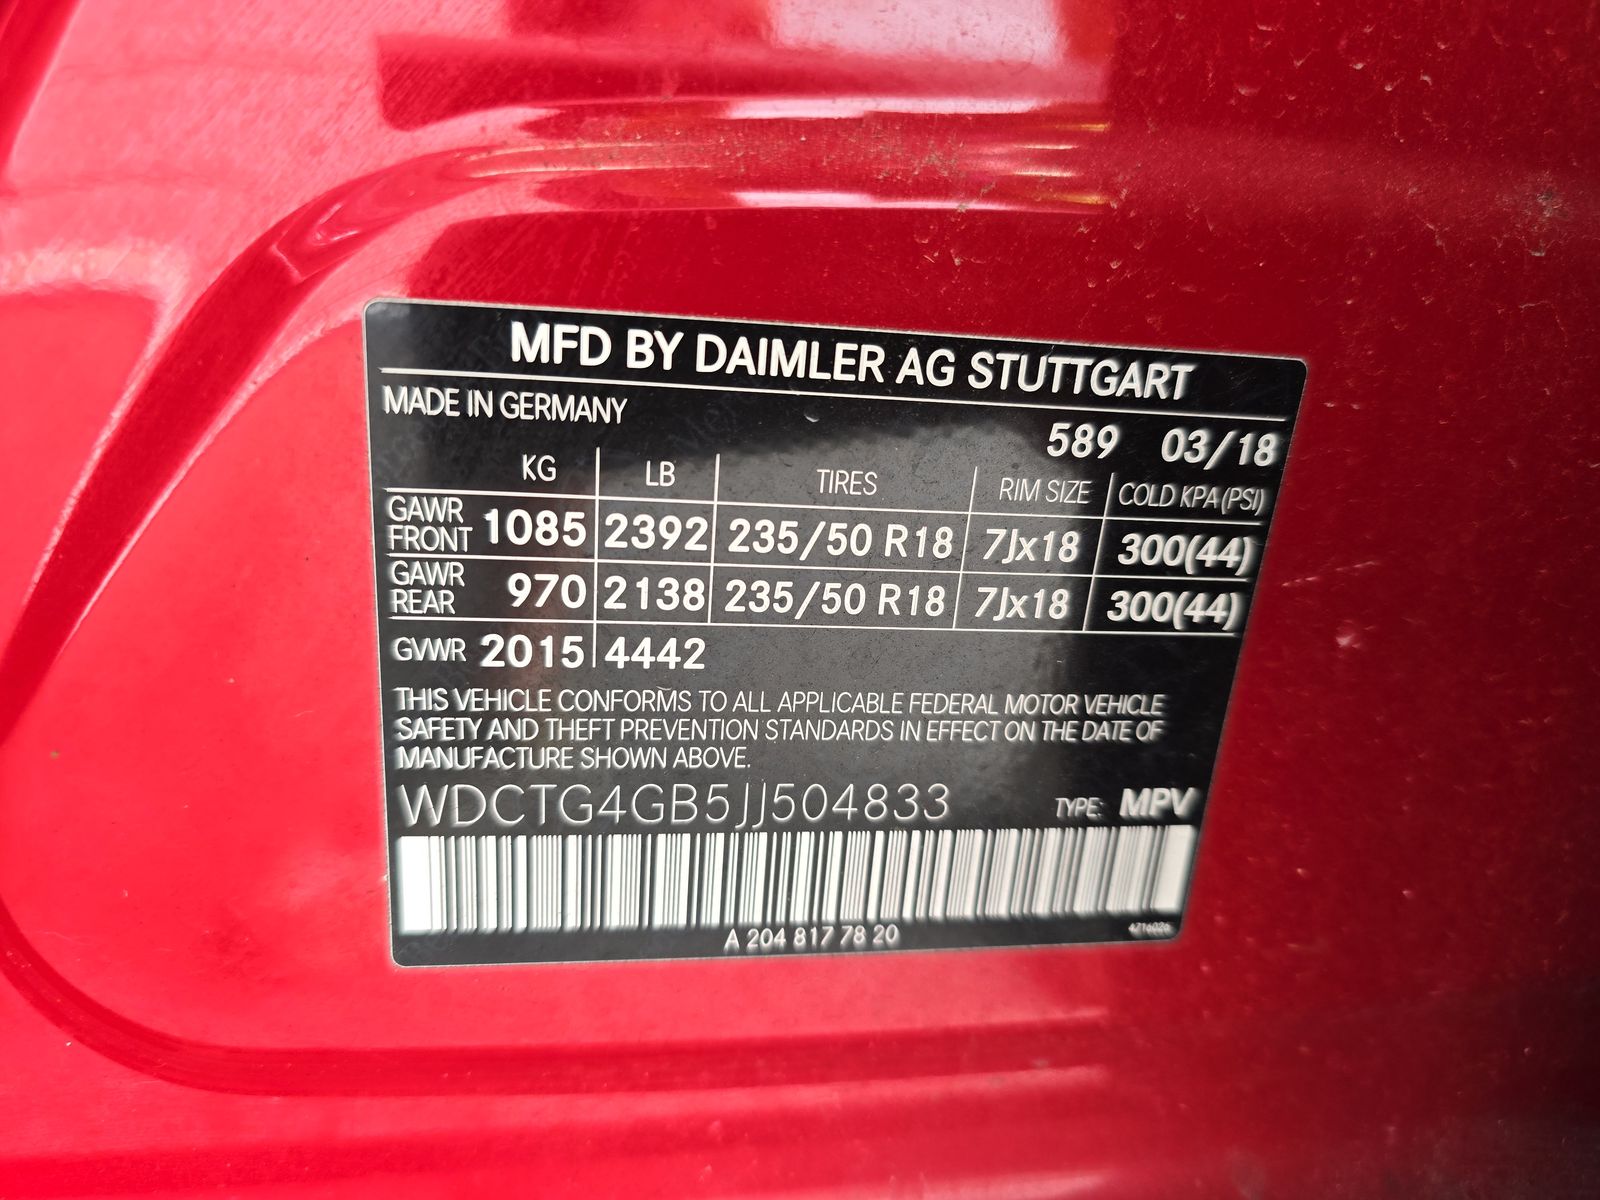 MFD BY DAIMLER AG STUTTGART
MADE IN GERMANY
589 03/18
KG LB TIRES RIM SIZE COLD KPA (PSI)
GAWR FRONT 1085 2392 235/50 R18 7Jx18 300(44)
GAWR REAR 970 2138 235/50 R18 7Jx18 300(44)
GVWR 2015 4442
THIS VEHICLE CONFORMS TO ALL APPLICABLE FEDERAL MOTOR VEHICLE
SAFETY AND THEFT PREVENTION STANDARDS IN EFFECT ON THE DATE OF
MANUFACTURE SHOWN ABOVE.
WDCTG4GB5JJ504833 TYPE: MPV
A 204 817 78 20
4716026